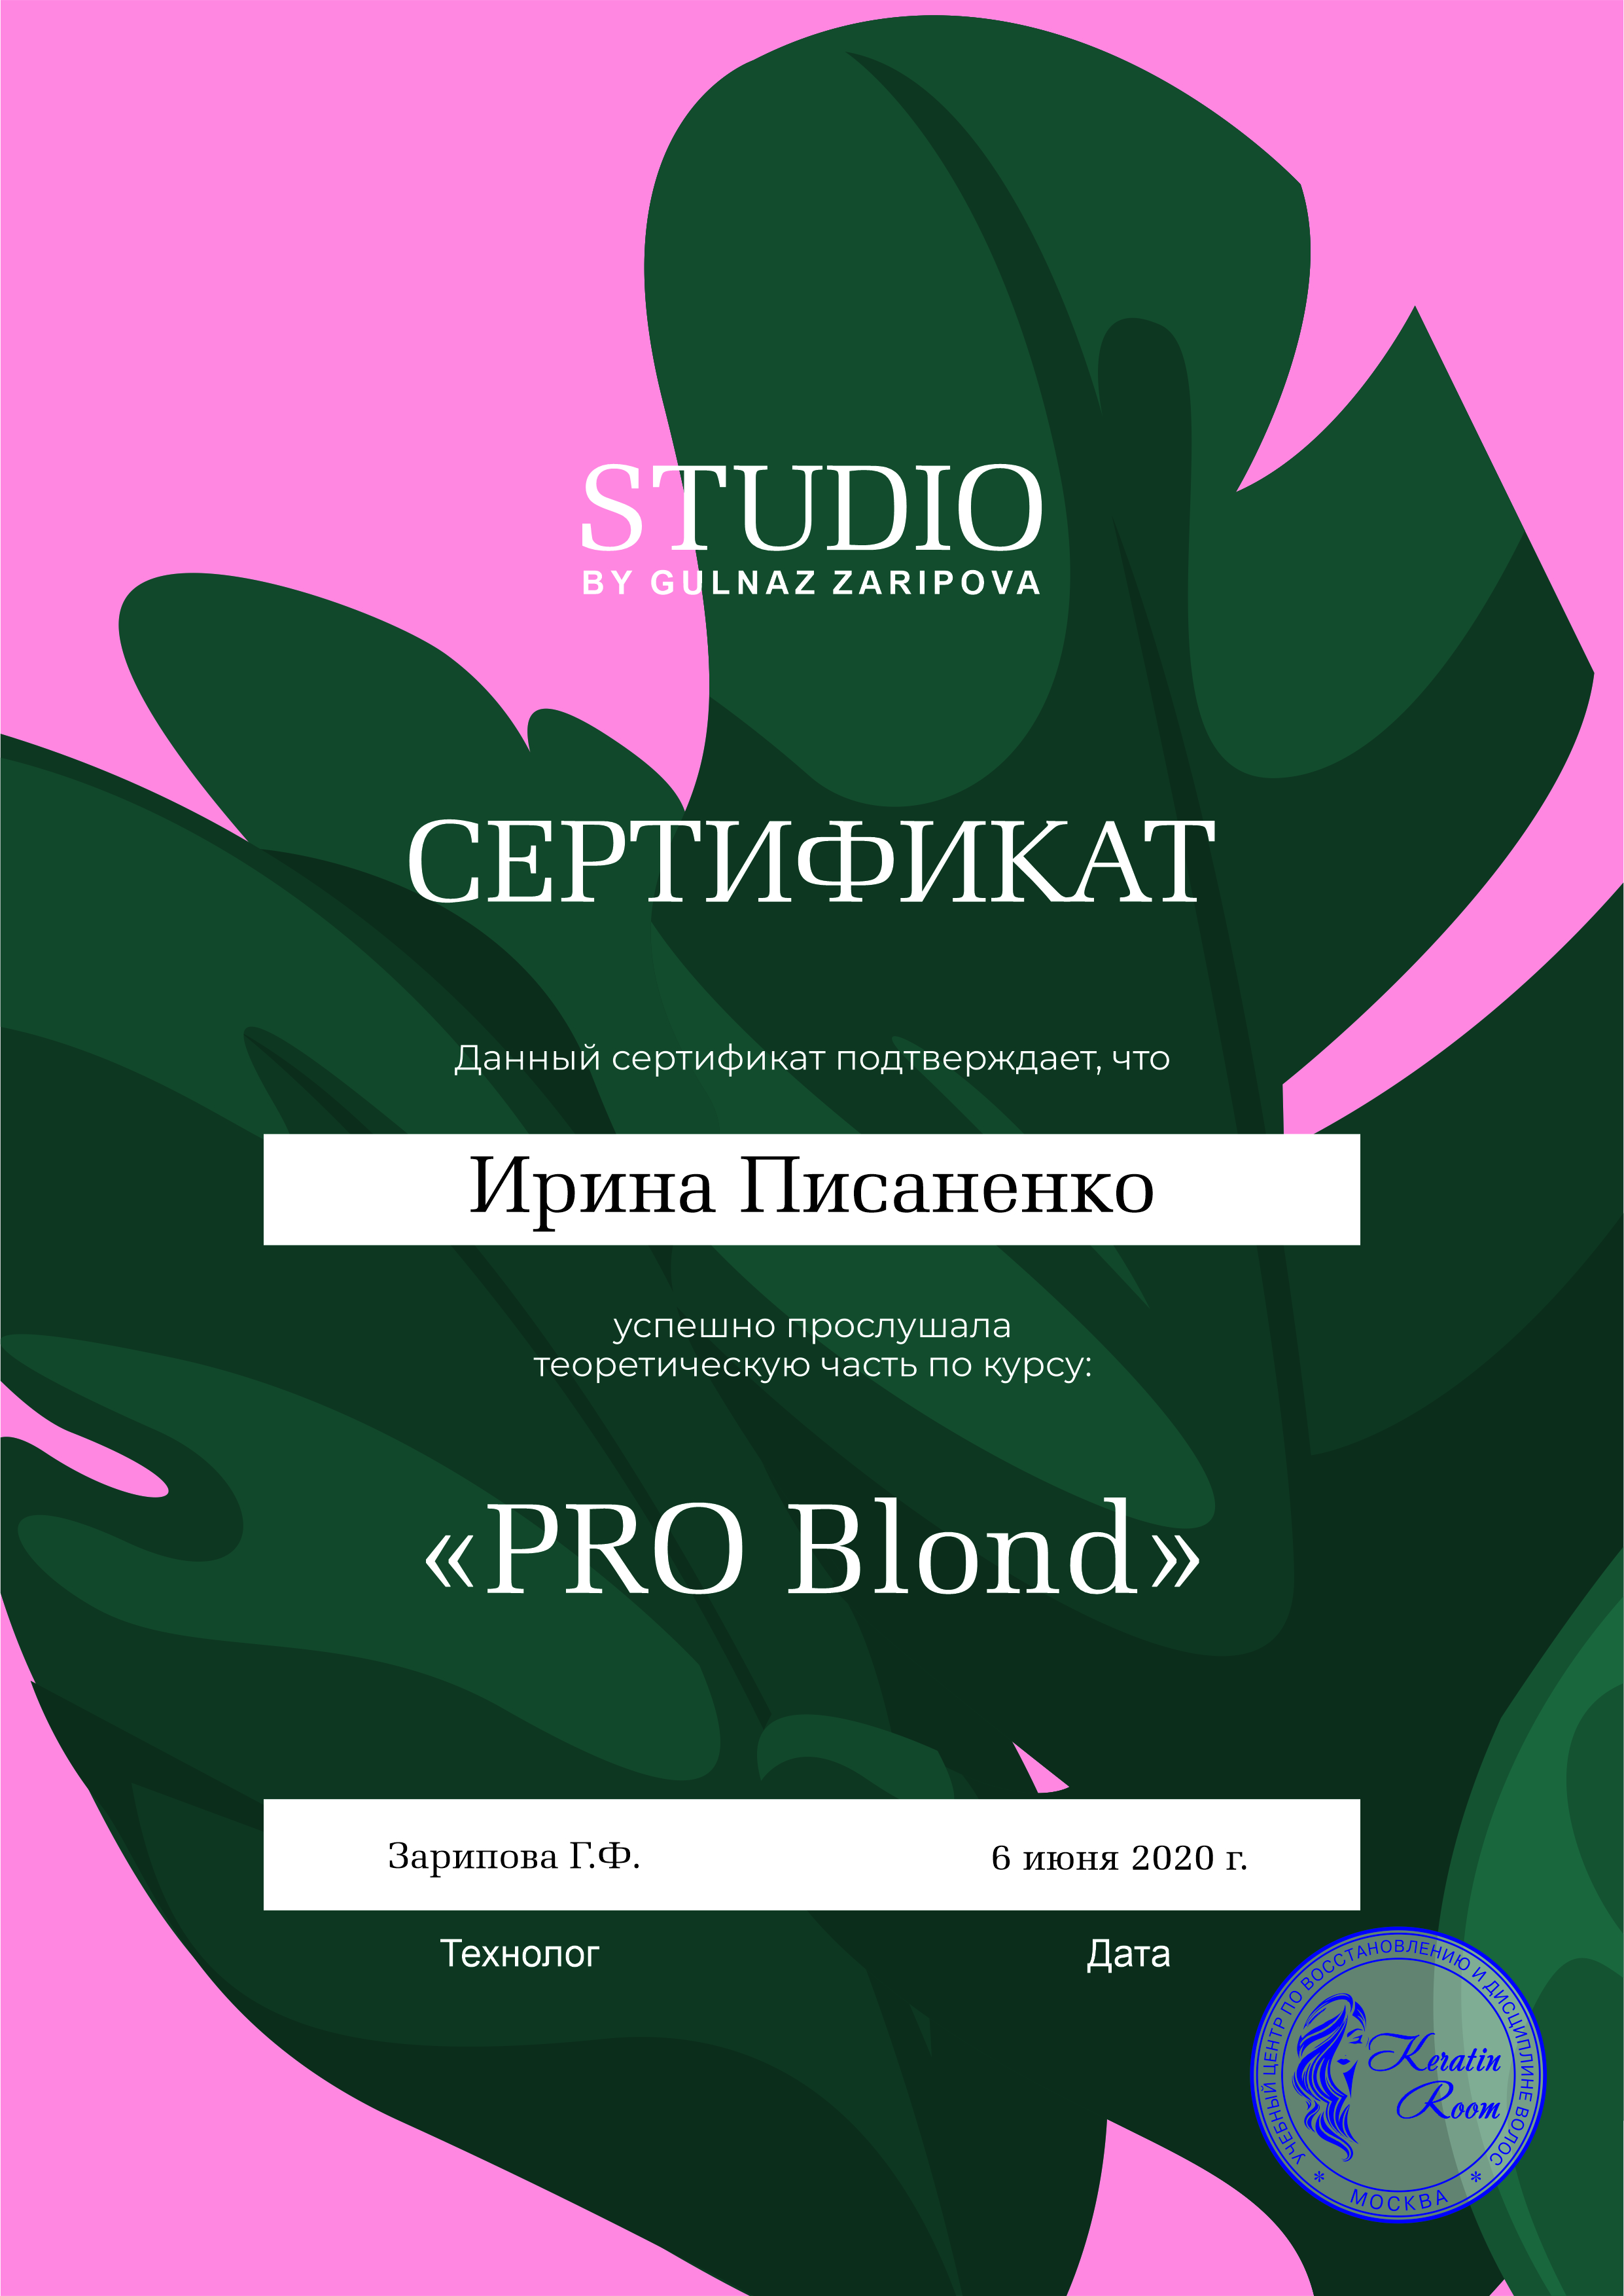 STUDIO
BY GULNAZ ZARIPOVA
СЕРТИФИКАТ
Данный сертификат подтверждает, что
Ирина Писаненко
успешно прослушала
теоретическую часть по курсу:
«PRO Blond»
Зарипова Г.Ф.
6 июня 2020 г.
Технолог
Дата
УЧЕБНЫЙ ЦЕНТР ПО ВОССТАНОВЛЕНИЮ И ДИСЦИПЛИНЕ ВОЛОС
Keratin
Room
* МОСКВА *